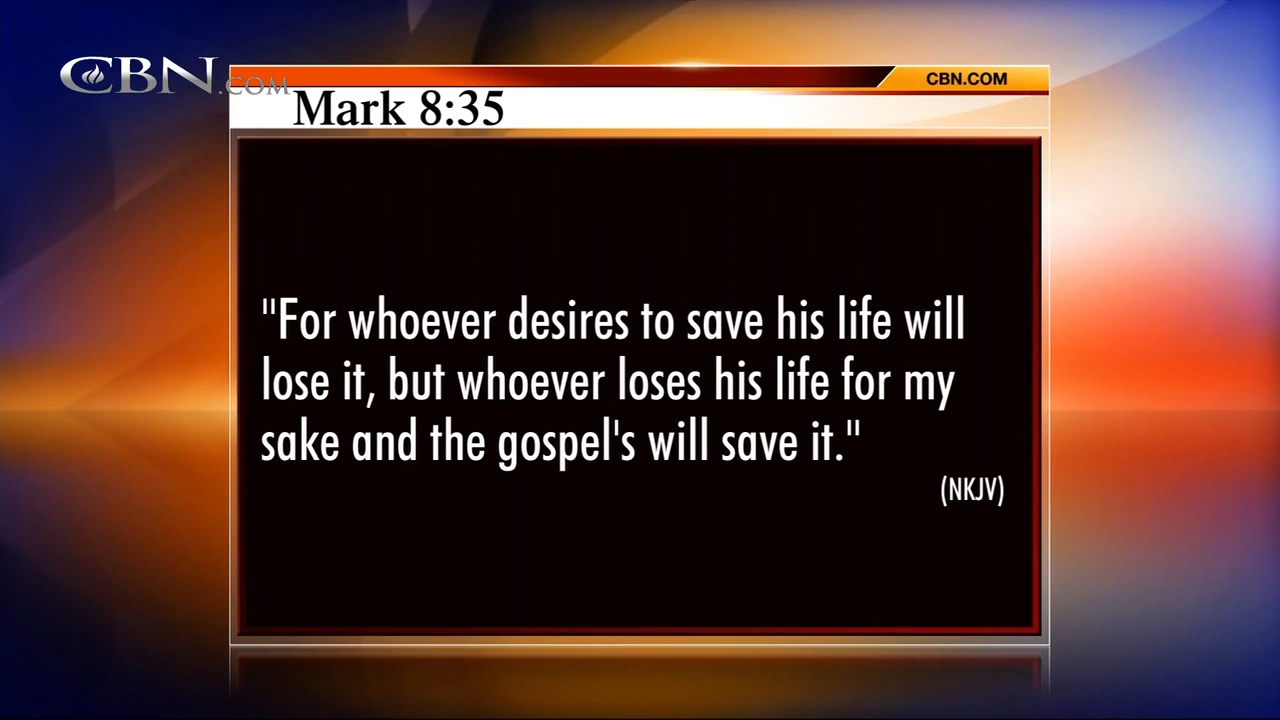 CBN.COM
CBN.COM
Mark 8:35
"For whoever desires to save his life will
lose it, but whoever loses his life for my
sake and the gospel's will save it."
(NKJV)